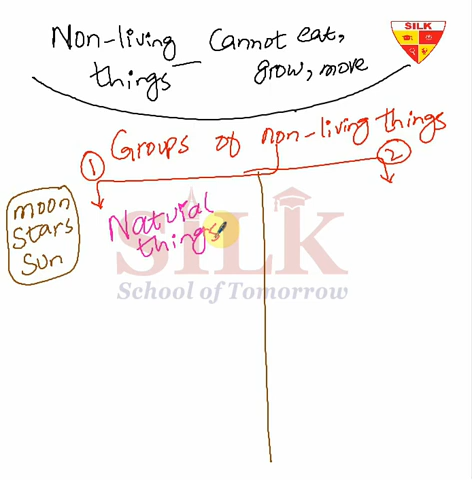 Non-living — Cannot eat,
things grow, move
SILK
Groups of non-living things
1 2
moon
stars
sun
Natural
things
SILK
School of Tomorrow